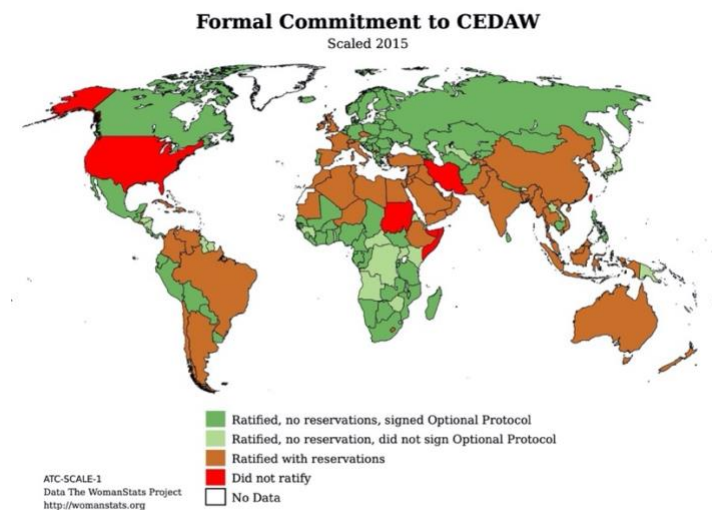 Formal Commitment to CEDAW
Scaled 2015
Ratified, no reservations, signed Optional Protocol
Ratified, no reservation, did not sign Optional Protocol
Ratified with reservations
Did not ratify
No Data
ATC-SCALE-1
Data The WomanStats Project
http://womanstats.org